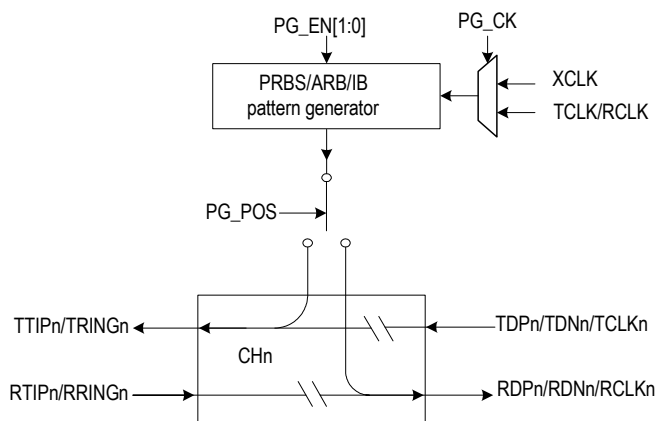 PG_EN[1:0]
PG_CK
PRBS/ARB/IB
pattern generator
XCLK
TCLK/RCLK
PG_POS
TTIPn/TRINGn
TDPn/TDNn/TCLKn
CHn
RTIPn/RRINGn
RDPn/RDNn/RCLKn